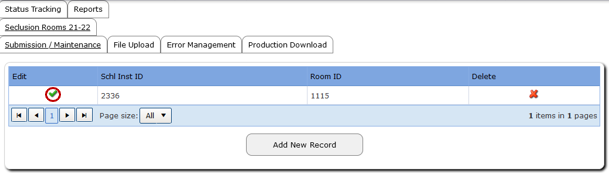 Status Tracking Reports
Seclusion Rooms 21-22
Submission / Maintenance File Upload Error Management Production Download
Edit Schl Inst ID Room ID Delete
2336 1115
1 Page size: All 1 items in 1 pages
Add New Record